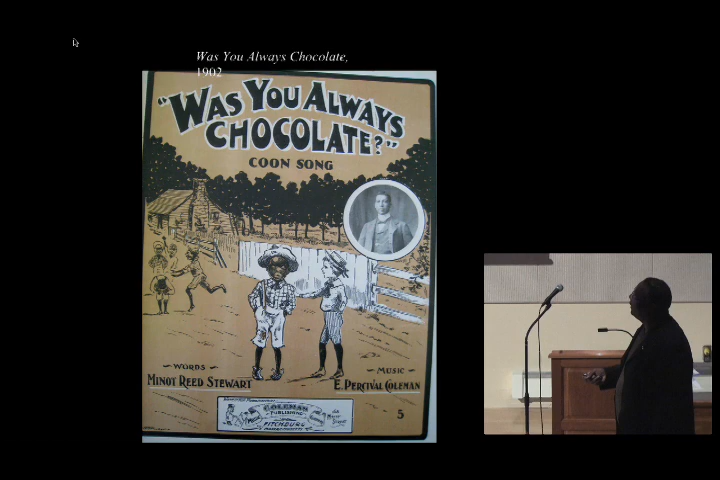 Was You Always Chocolate,
1902
"WAS YOU ALWAYS
CHOCOLATE?"
COON SONG
~WORDS~
MINOT REED STEWART
~MUSIC~
E. PERCIVAL COLEMAN
COLEMAN
PUBLISHING
FITCHBURG
MASSACHUSETTS
5